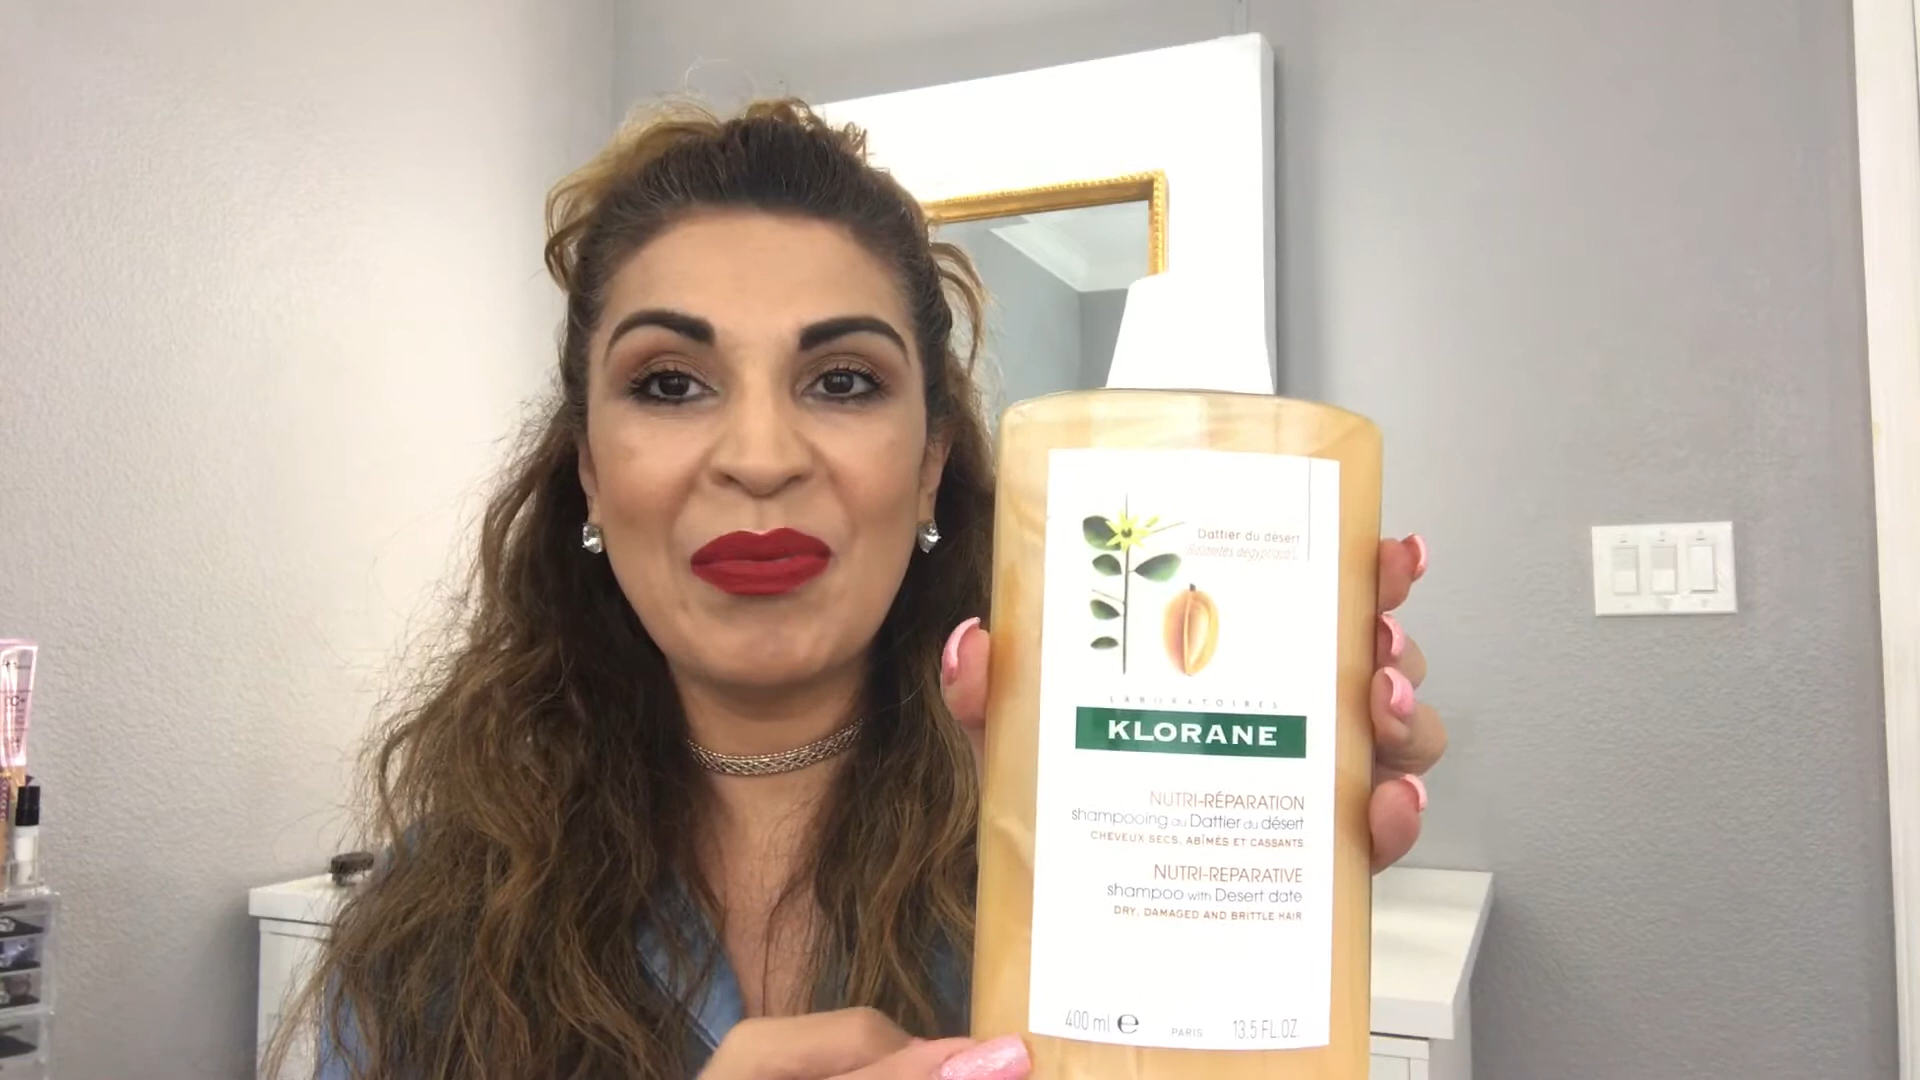 Dattier du désert
LABORATOIRES
KLORANE
NUTRI-RÉPARATION
shampooing au Dattier du désert
CHEVEUX SECS, ABÎMÉS ET CASSANTS
NUTRI-REPARATIVE
shampoo with Desert date
DRY, DAMAGED AND BRITTLE HAIR
400 ml e
PARIS
13.5 FL.OZ.
CC+